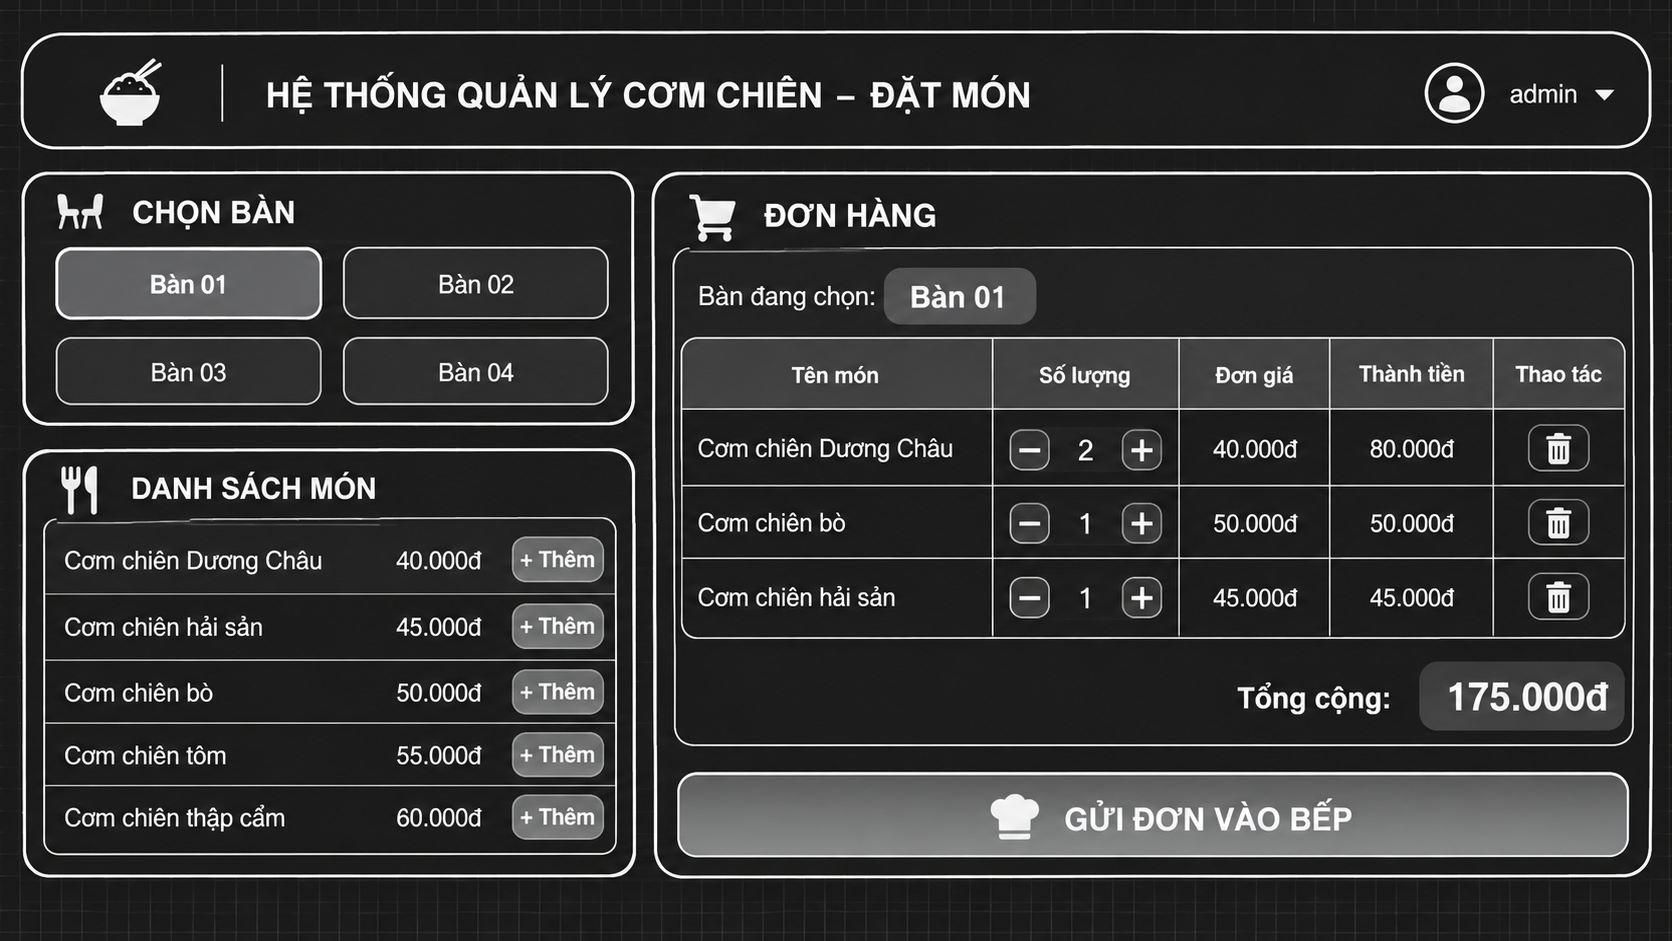 HỆ THỐNG QUẢN LÝ CƠM CHIÊN – ĐẶT MÓN
admin
CHỌN BÀN
Bàn 01
Bàn 02
Bàn 03
Bàn 04
DANH SÁCH MÓN
Cơm chiên Dương Châu 40.000đ + Thêm
Cơm chiên hải sản 45.000đ + Thêm
Cơm chiên bò 50.000đ + Thêm
Cơm chiên tôm 55.000đ + Thêm
Cơm chiên thập cẩm 60.000đ + Thêm
ĐƠN HÀNG
Bàn đang chọn: Bàn 01
Tên món Số lượng Đơn giá Thành tiền Thao tác
Cơm chiên Dương Châu − 2 + 40.000đ 80.000đ
Cơm chiên bò − 1 + 50.000đ 50.000đ
Cơm chiên hải sản − 1 + 45.000đ 45.000đ
Tổng cộng: 175.000đ
GỬI ĐƠN VÀO BẾP